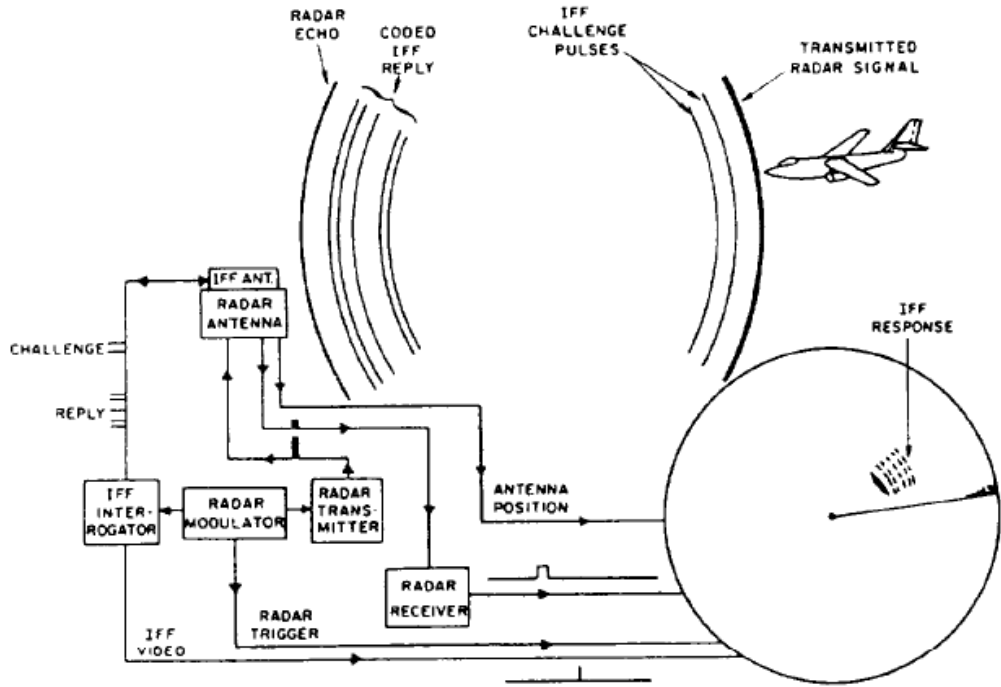 RADAR
ECHO
CODED
IFF
REPLY
IFF
CHALLENGE
PULSES
TRANSMITTED
RADAR SIGNAL
IFF ANT.
RADAR
ANTENNA
CHALLENGE
REPLY
IFF
RESPONSE
IFF
INTER-
ROGATOR
RADAR
MODULATOR
RADAR
TRANS-
MITTER
ANTENNA
POSITION
RADAR
RECEIVER
RADAR
TRIGGER
IFF
VIDEO